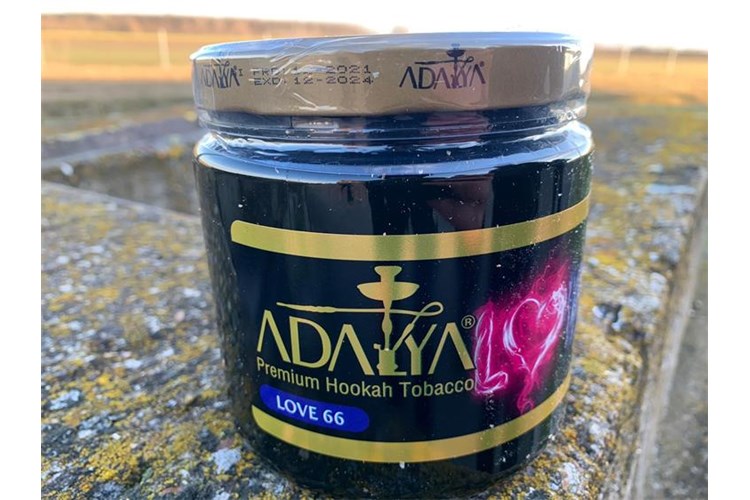 ADALYA
PRD:12-2021
EXP:12-2024
ADALYA
ADALYA®
Premium Hookah Tobacco
LOVE 66